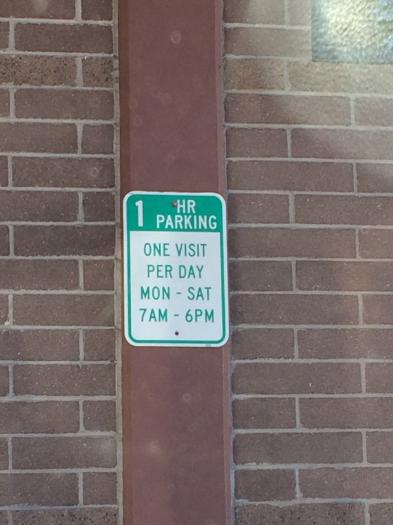 1 HR
PARKING
ONE VISIT
PER DAY
MON - SAT
7AM - 6PM